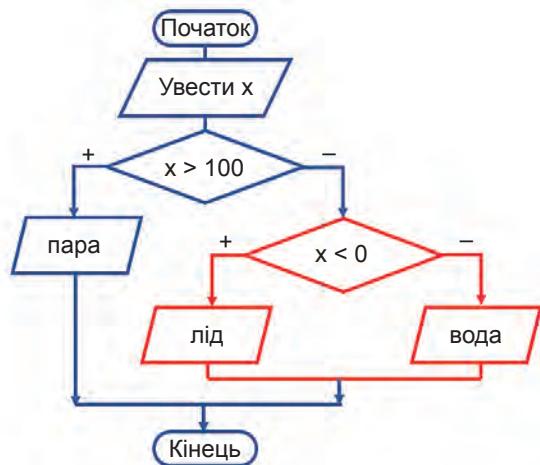 Початок
Увести x
+
–
x > 100
пара
+
–
x < 0
лід
вода
Кінець